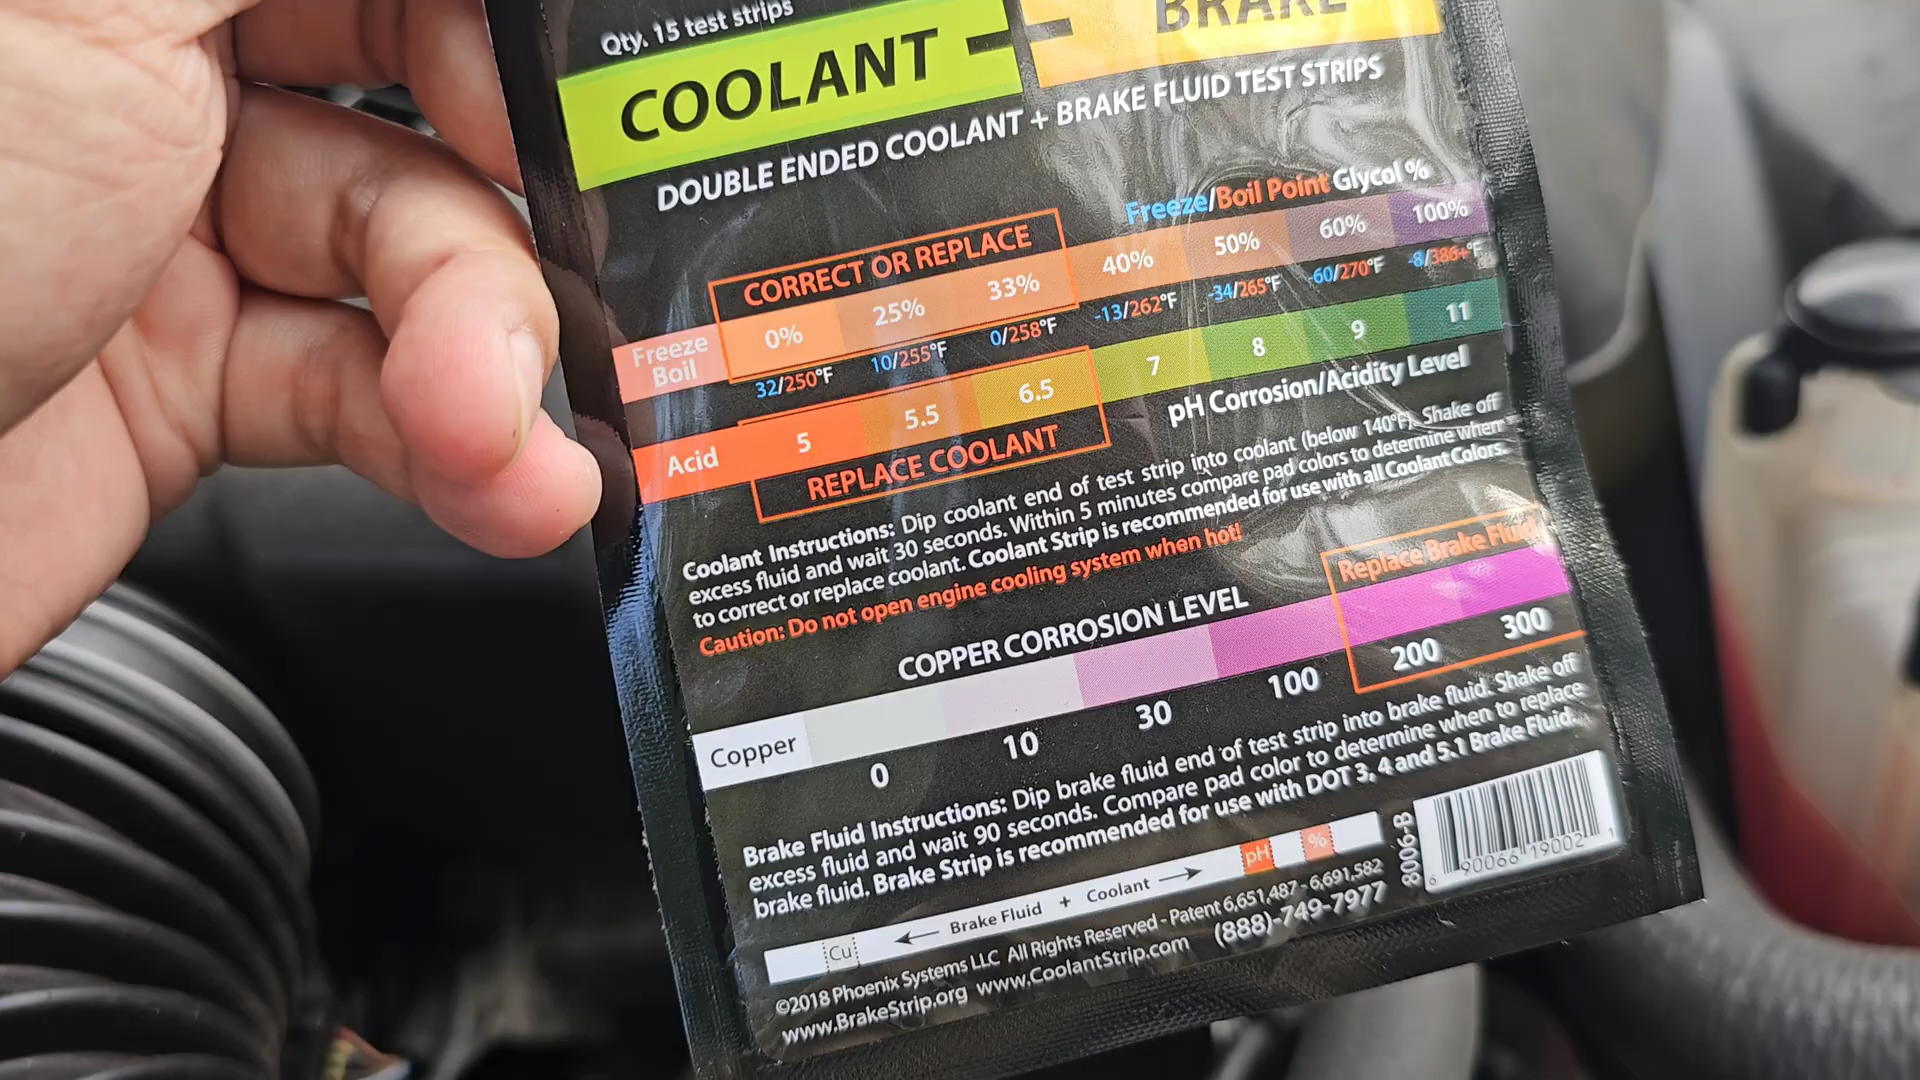 Qty. 15 test strips
COOLANT
BRAKE
DOUBLE ENDED COOLANT + BRAKE FLUID TEST STRIPS
Freeze/Boil Point Glycol %
CORRECT OR REPLACE
Freeze
Boil
0% 25% 33% 40% 50% 60% 100%
32/250°F 10/255°F 0/258°F -13/262°F -34/265°F -60/270°F -8/386+°F
Acid 5 5.5 6.5 7 8 9 11
REPLACE COOLANT
pH Corrosion/Acidity Level
Coolant Instructions: Dip coolant end of test strip into coolant (below 140°F). Shake off
excess fluid and wait 30 seconds. Within 5 minutes compare pad colors to determine when
to correct or replace coolant. Coolant Strip is recommended for use with all Coolant Colors.
Caution: Do not open engine cooling system when hot!
Replace Brake Fluid
COPPER CORROSION LEVEL
Copper
0 10 30 100 200 300
Brake Fluid Instructions: Dip brake fluid end of test strip into brake fluid. Shake off
excess fluid and wait 90 seconds. Compare pad color to determine when to replace
brake fluid. Brake Strip is recommended for use with DOT 3, 4 and 5.1 Brake Fluid.
Cu ← Brake Fluid + Coolant → pH %
©2018 Phoenix Systems LLC All Rights Reserved - Patent 6,651,487 - 6,691,582
www.BrakeStrip.org www.CoolantStrip.com (888)-749-7977
8006-B
6 90066 19002 1